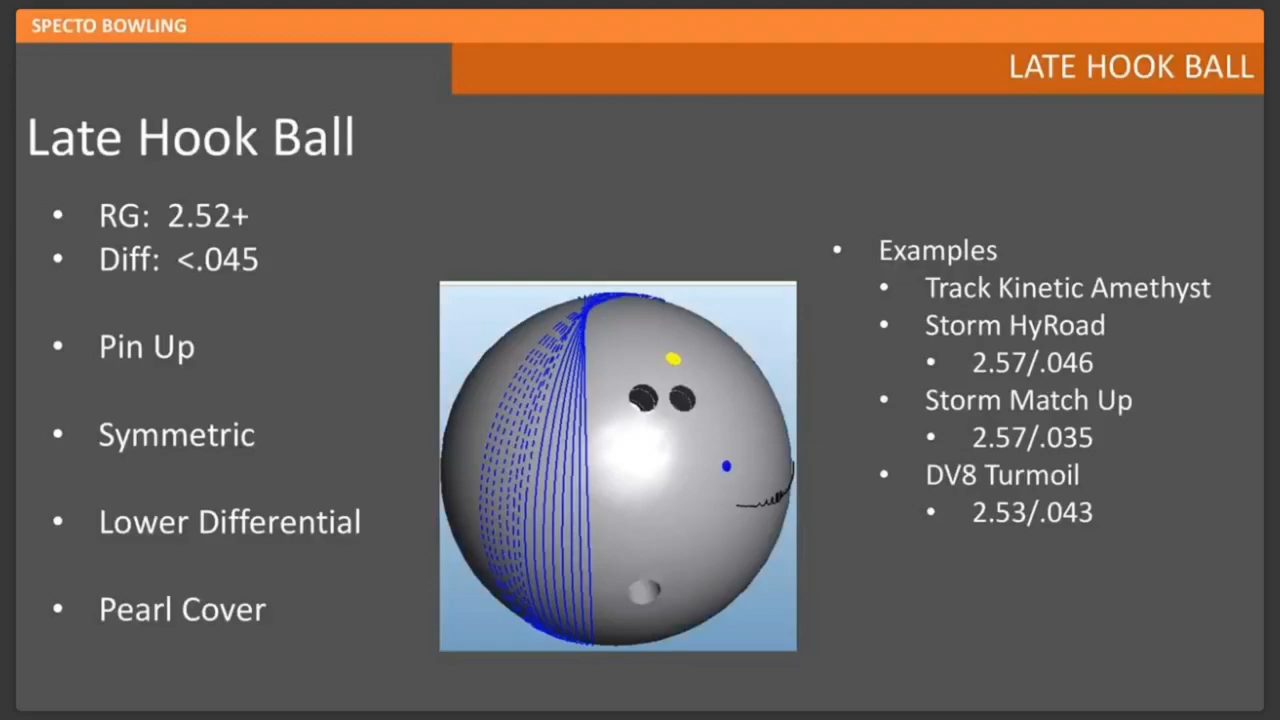 SPECTO BOWLING
LATE HOOK BALL
Late Hook Ball
• RG: 2.52+
• Diff: <.045
• Pin Up
• Symmetric
• Lower Differential
• Pearl Cover
• Examples
• Track Kinetic Amethyst
• Storm HyRoad
• 2.57/.046
• Storm Match Up
• 2.57/.035
• DV8 Turmoil
• 2.53/.043